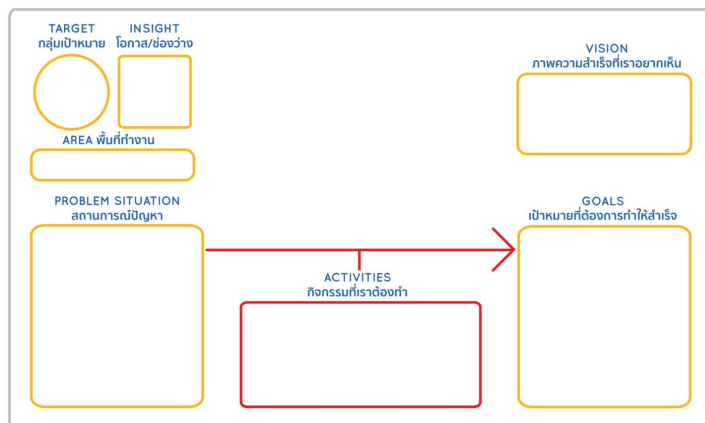 TARGET
กลุ่มเป้าหมาย
INSIGHT
โอกาส/ช่องว่าง
VISION
ภาพความสำเร็จที่เราอยากเห็น
AREA พื้นที่ทำงาน
PROBLEM SITUATION
สถานการณ์ปัญหา
GOALS
เป้าหมายที่ต้องการทำให้สำเร็จ
ACTIVITIES
กิจกรรมที่เราต้องทำ